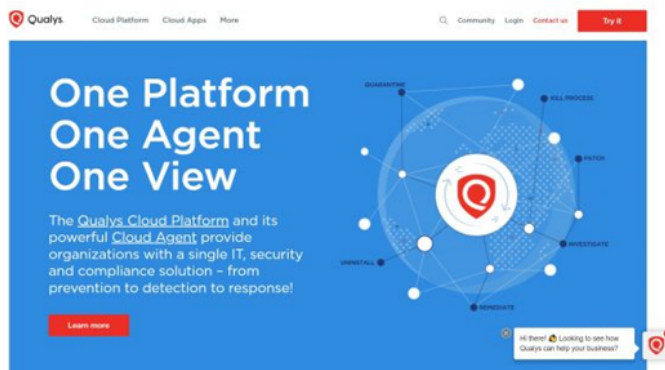 Qualys.
Cloud Platform Cloud Apps More
Community Login Contact us Try it
One Platform
One Agent
One View
The Qualys Cloud Platform and its
powerful Cloud Agent provide
organizations with a single IT, security
and compliance solution – from
prevention to detection to response!
Learn more
QUARANTINE
KILL PROCESS
PATCH
INVESTIGATE
UNINSTALL
REMEDIATE
Hi there! Looking to see how
Qualys can help your business?